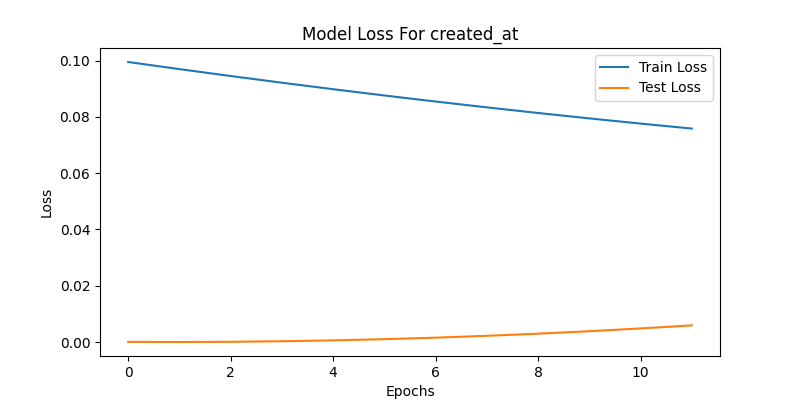 Model Loss For created_at
Train Loss
Test Loss
0.10
0.08
0.06
0.04
0.02
0.00
Loss
0 2 4 6 8 10
Epochs